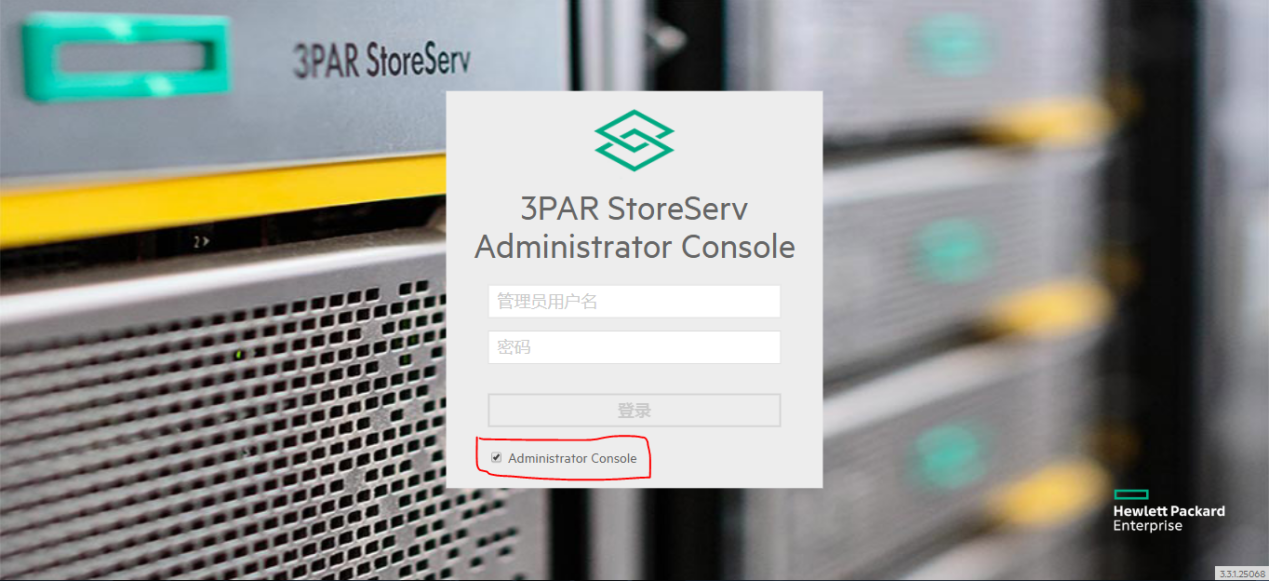 3PAR StoreServ
2
3PAR StoreServ
Administrator Console
管理员用户名
密码
登录
Administrator Console
Hewlett Packard
Enterprise
3.3.1.25068